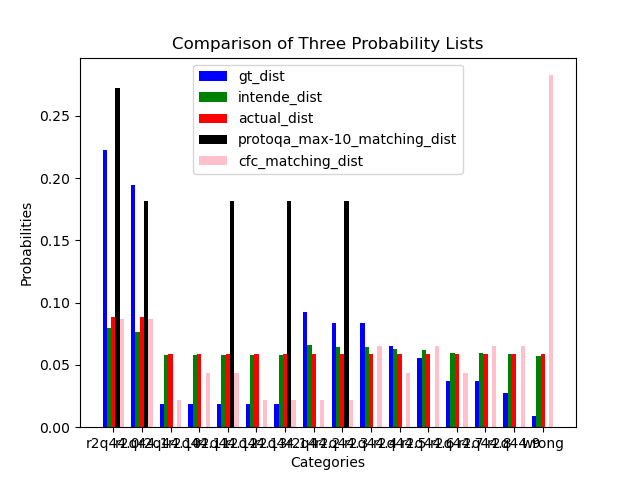 Comparison of Three Probability Lists
gt_dist
intende_dist
actual_dist
protoqa_max-10_matching_dist
cfc_matching_dist
0.25
0.20
0.15
0.10
0.05
0.00
Probabilities
wrong
Categories